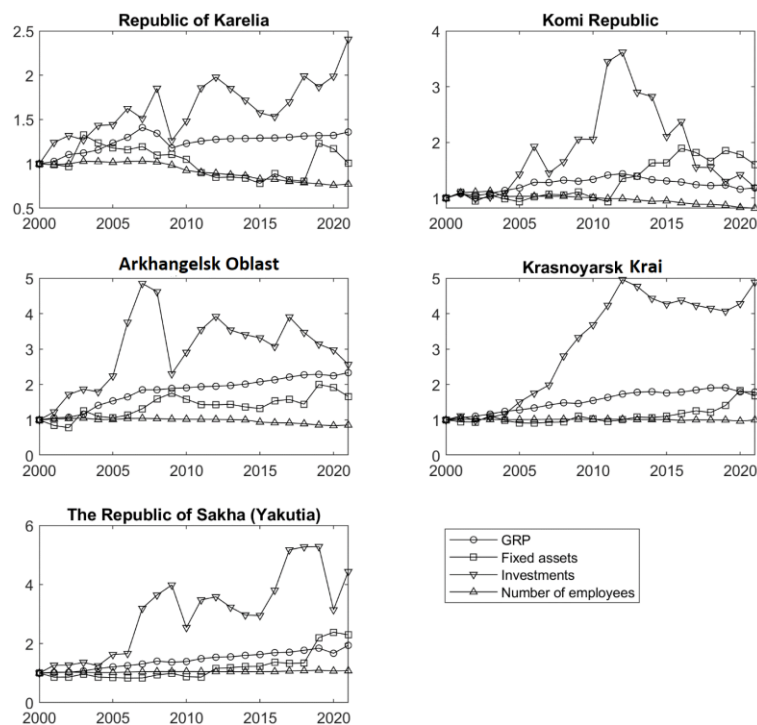 Republic of Karelia
2.5
2
1.5
1
0.5
2000 2005 2010 2015 2020
Komi Republic
4
3
2
1
2000 2005 2010 2015 2020
Arkhangelsk Oblast
5
4
3
2
1
0
2000 2005 2010 2015 2020
Krasnoyarsk Krai
5
4
3
2
1
0
2000 2005 2010 2015 2020
The Republic of Sakha (Yakutia)
6
4
2
0
2000 2005 2010 2015 2020
GRP
Fixed assets
Investments
Number of employees